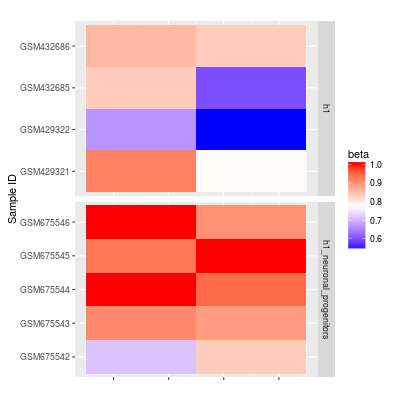 GSM432686
GSM432685
GSM429322
GSM429321
h1
GSM675546
GSM675545
GSM675544
GSM675543
GSM675542
h1_neuronal_progenitors
Sample ID
beta
1.0
0.9
0.8
0.7
0.6